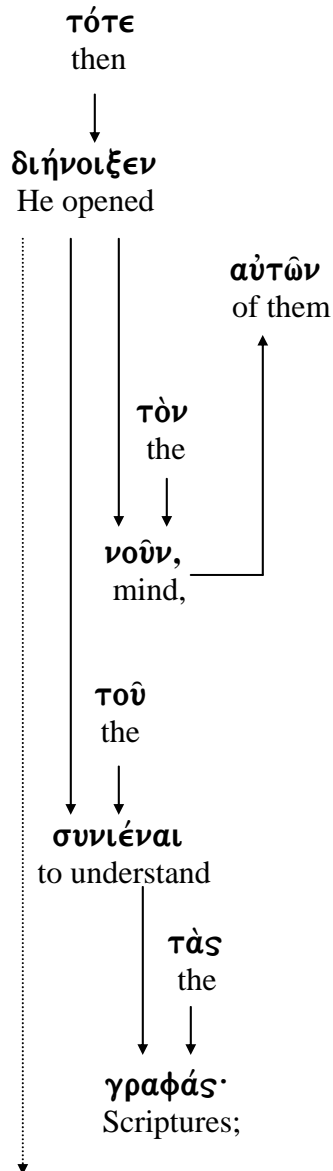 τότε
then
διήνοιξεν
He opened
αὐτῶν
of them
τὸν
the
νοῦν,
mind,
τοῦ
the
συνιέναι
to understand
τὰς
the
γραφάς·
Scriptures;